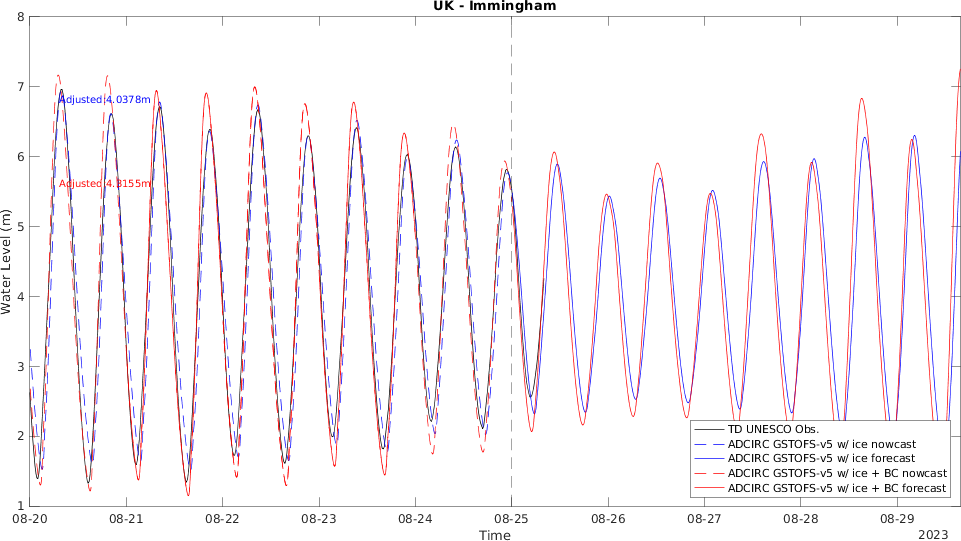 UK - Immingham
8
7
6
5
4
3
2
1
Water Level (m)
Adjusted 4.0378m
Adjusted 4.3155m
TD UNESCO Obs.
ADCIRC GSTOFS-v5 w/ ice nowcast
ADCIRC GSTOFS-v5 w/ ice forecast
ADCIRC GSTOFS-v5 w/ ice + BC nowcast
ADCIRC GSTOFS-v5 w/ ice + BC forecast
08-20 08-21 08-22 08-23 08-24 08-25 08-26 08-27 08-28 08-29
Time
2023